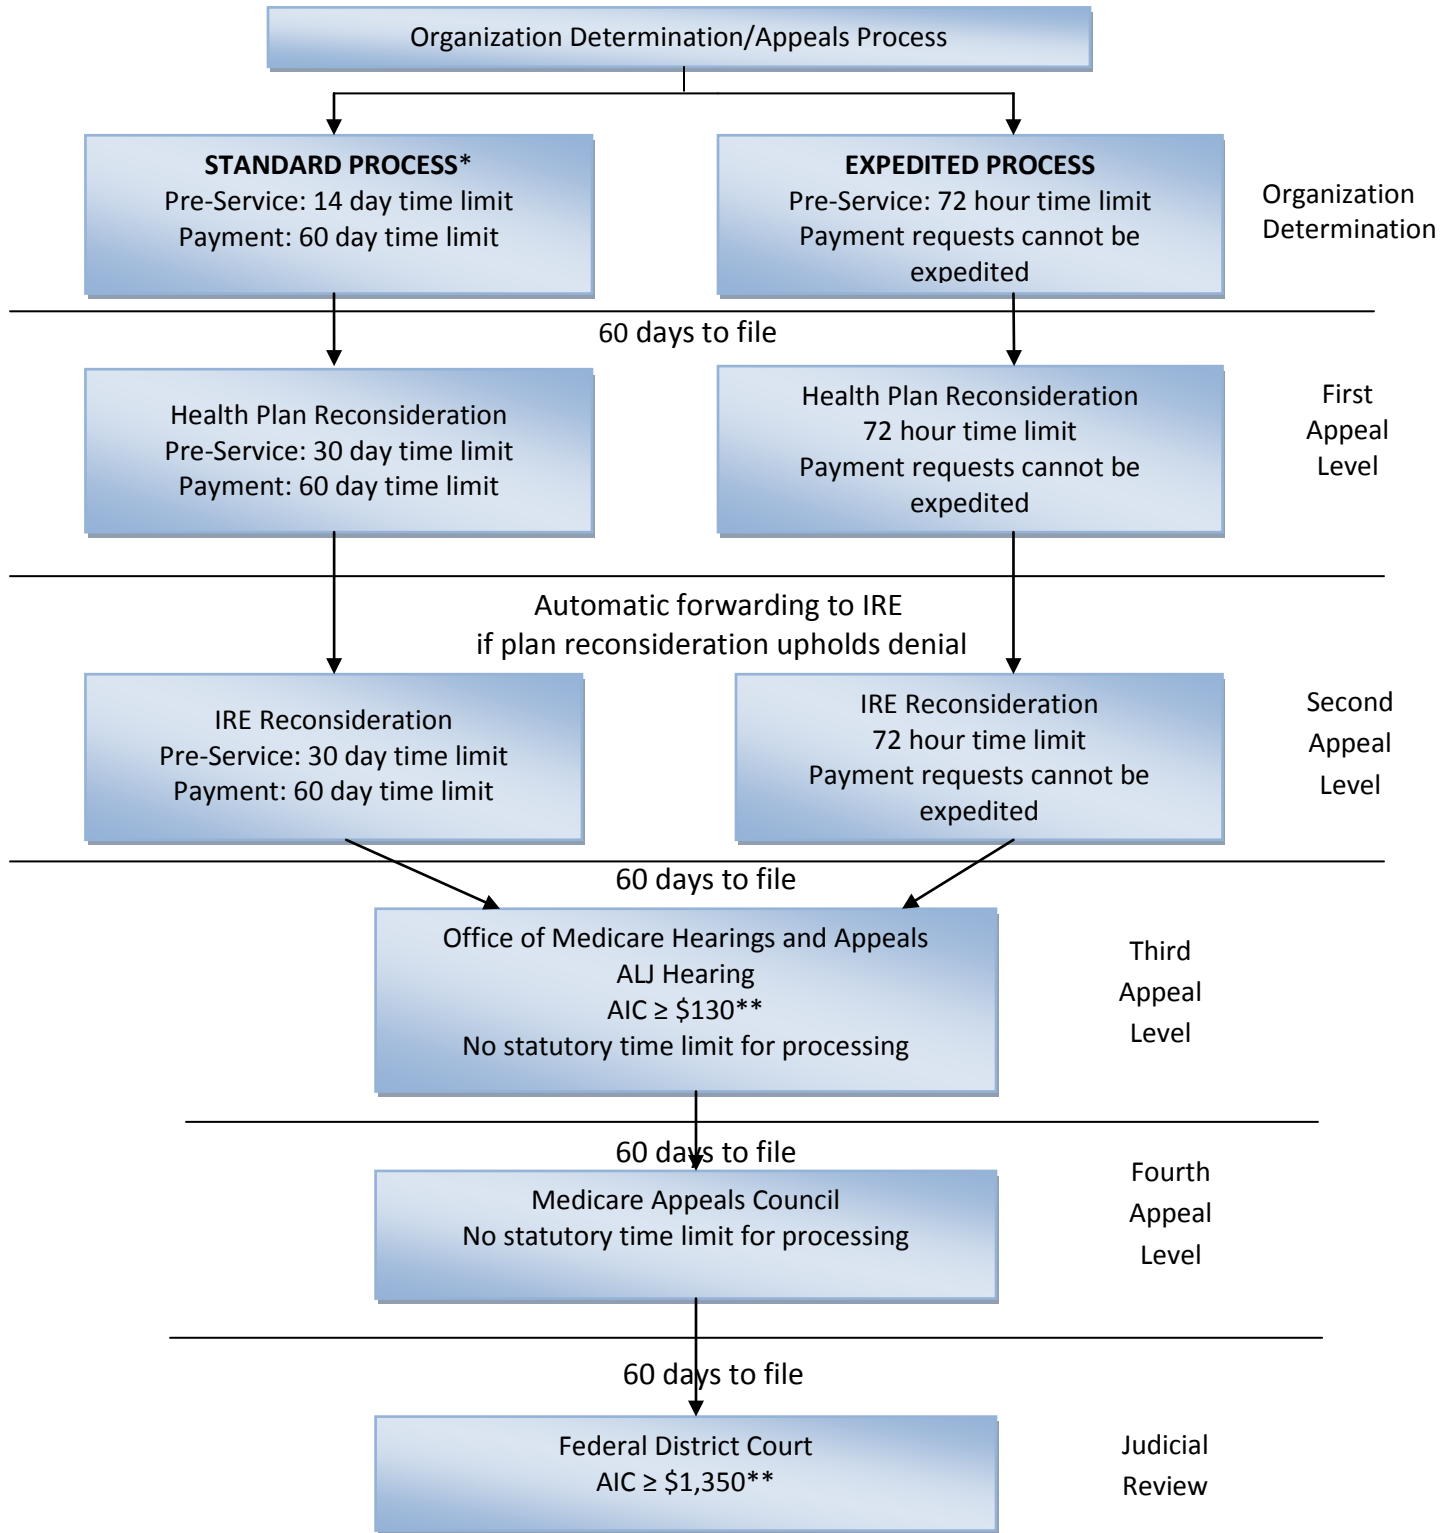 Organization Determination/Appeals Process
STANDARD PROCESS*
Pre-Service: 14 day time limit
Payment: 60 day time limit
EXPEDITED PROCESS
Pre-Service: 72 hour time limit
Payment requests cannot be
expedited
Organization
Determination
60 days to file
Health Plan Reconsideration
Pre-Service: 30 day time limit
Payment: 60 day time limit
Health Plan Reconsideration
72 hour time limit
Payment requests cannot be
expedited
First
Appeal
Level
Automatic forwarding to IRE
if plan reconsideration upholds denial
IRE Reconsideration
Pre-Service: 30 day time limit
Payment: 60 day time limit
IRE Reconsideration
72 hour time limit
Payment requests cannot be
expedited
Second
Appeal
Level
60 days to file
Office of Medicare Hearings and Appeals
ALJ Hearing
AIC ≥ $130**
No statutory time limit for processing
Third
Appeal
Level
60 days to file
Medicare Appeals Council
No statutory time limit for processing
Fourth
Appeal
Level
60 days to file
Federal District Court
AIC ≥ $1,350**
Judicial
Review